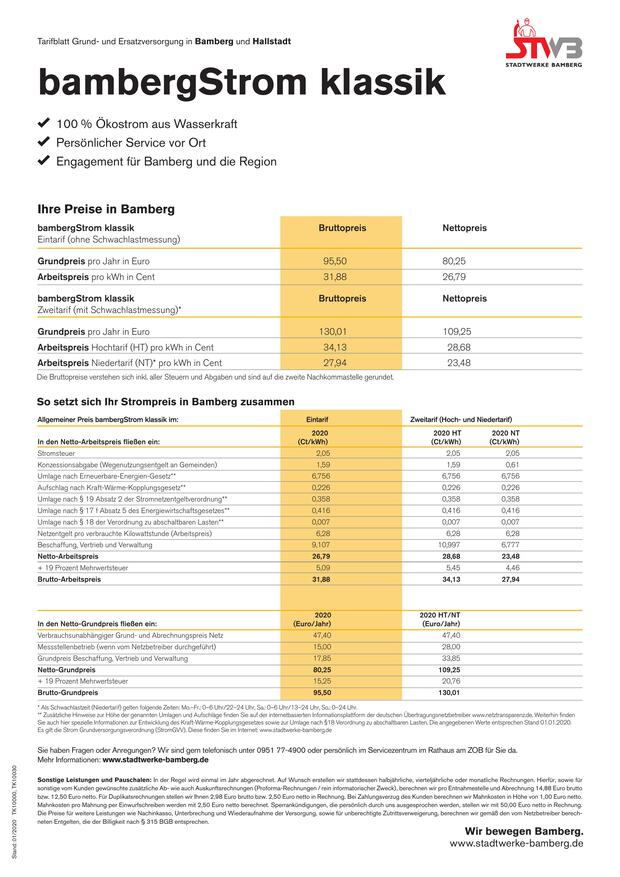 Tarifblatt Grund- und Ersatzversorgung in Bamberg und Hallstadt
STWB
STADTWERKE BAMBERG
bambergStrom klassik
✔ 100 % Ökostrom aus Wasserkraft
✔ Persönlicher Service vor Ort
✔ Engagement für Bamberg und die Region
Ihre Preise in Bamberg
bambergStrom klassik Bruttopreis Nettopreis
Eintarif (ohne Schwachlastmessung)
Grundpreis pro Jahr in Euro 95,50 80,25
Arbeitspreis pro kWh in Cent 31,88 26,79
bambergStrom klassik Bruttopreis Nettopreis
Zweitarif (mit Schwachlastmessung)*
Grundpreis pro Jahr in Euro 130,01 109,25
Arbeitspreis Hochtarif (HT) pro kWh in Cent 34,13 28,68
Arbeitspreis Niedertarif (NT)* pro kWh in Cent 27,94 23,48
Die Bruttopreise verstehen sich inkl. aller Steuern und Abgaben und sind auf die zweite Nachkommastelle gerundet.
So setzt sich Ihr Strompreis in Bamberg zusammen
Allgemeiner Preis bambergStrom klassik im: Eintarif Zweitarif (Hoch- und Niedertarif)
2020 2020 HT 2020 NT
In den Netto-Arbeitspreis fließen ein: (Ct/kWh) (Ct/kWh) (Ct/kWh)
Stromsteuer 2,05 2,05 2,05
Konzessionsabgabe (Wegenutzungsentgelt an Gemeinden) 1,59 1,59 0,61
Umlage nach Erneuerbare-Energien-Gesetz** 6,756 6,756 6,756
Aufschlag nach Kraft-Wärme-Kopplungsgesetz** 0,226 0,226 0,226
Umlage nach § 19 Absatz 2 der Stromnetzentgeltverordnung** 0,358 0,358 0,358
Umlage nach § 17 f Absatz 5 des Energiewirtschaftsgesetzes** 0,416 0,416 0,416
Umlage nach § 18 der Verordnung zu abschaltbaren Lasten** 0,007 0,007 0,007
Netzentgelt pro verbrauchte Kilowattstunde (Arbeitspreis) 6,28 6,28 6,28
Beschaffung, Vertrieb und Verwaltung 9,107 10,997 6,777
Netto-Arbeitspreis 26,79 28,68 23,48
+ 19 Prozent Mehrwertsteuer 5,09 5,45 4,46
Brutto-Arbeitspreis 31,88 34,13 27,94
2020 2020 HT/NT
In den Netto-Grundpreis fließen ein: (Euro/Jahr) (Euro/Jahr)
Verbrauchsunabhängiger Grund- und Abrechnungspreis Netz 47,40 47,40
Messstellenbetrieb (wenn vom Netzbetreiber durchgeführt) 15,00 28,00
Grundpreis Beschaffung, Vertrieb und Verwaltung 17,85 33,85
Netto-Grundpreis 80,25 109,25
+ 19 Prozent Mehrwertsteuer 15,25 20,76
Brutto-Grundpreis 95,50 130,01
* Als Schwachlastzeit (Niedertarif) gelten folgende Zeiten: Mo.–Fr.: 0–6 Uhr/22–24 Uhr, Sa.: 0–6 Uhr/13–24 Uhr, So.: 0–24 Uhr.
** Zusätzliche Hinweise zur Höhe der genannten Umlagen und Aufschläge finden Sie auf der internetbasierten Informationsplattform der deutschen Übertragungsnetzbetreiber www.netztransparenz.de. Weiterhin finden
Sie auch hier spezielle Informationen zur Entwicklung des Kraft-Wärme-Kopplungsgesetzes sowie zur Umlage nach §18 Verordnung zu abschaltbaren Lasten. Die angegebenen Werte entsprechen Stand 01.01.2020.
Es gilt die Strom Grundversorgungsverordnung (StromGVV). Diese finden Sie im Internet: www.stadtwerke-bamberg.de
Sie haben Fragen oder Anregungen? Wir sind gern telefonisch unter 0951 77-4900 oder persönlich im Servicezentrum im Rathaus am ZOB für Sie da.
Mehr Informationen: www.stadtwerke-bamberg.de
Sonstige Leistungen und Pauschalen: In der Regel wird einmal im Jahr abgerechnet. Auf Wunsch erstellen wir stattdessen halbjährliche, vierteljährliche oder monatliche Rechnungen. Hierfür, sowie für
sonstige vom Kunden gewünschte zusätzliche Ab- wie auch Auskunftsrechnungen (Proforma-Rechnungen / rein informatorischer Zweck), berechnen wir pro Entnahmestelle und Abrechnung 14,88 Euro brutto
bzw. 12,50 Euro netto. Für Duplikatsrechnungen stellen wir Ihnen 2,98 Euro brutto bzw. 2,50 Euro netto in Rechnung. Bei Zahlungsverzug des Kunden berechnen wir Mahnkosten in Höhe von 1,00 Euro netto.
Mahnkosten pro Mahnung per Einwurfschreiben werden mit 2,50 Euro netto berechnet. Sperrankündigungen, die persönlich durch uns ausgesprochen werden, stellen wir mit 50,00 Euro netto in Rechnung.
Die Preise für weitere Leistungen wie Nachinkasso, Unterbrechung und Wiederaufnahme der Versorgung, sowie für unberechtigte Zutrittsverweigerung, berechnen wir gemäß den vom Netzbetreiber berech-
neten Entgelten, die der Billigkeit nach § 315 BGB entsprechen.
Wir bewegen Bamberg.
www.stadtwerke-bamberg.de
Stand: 01/2020 TK10000, TK10030